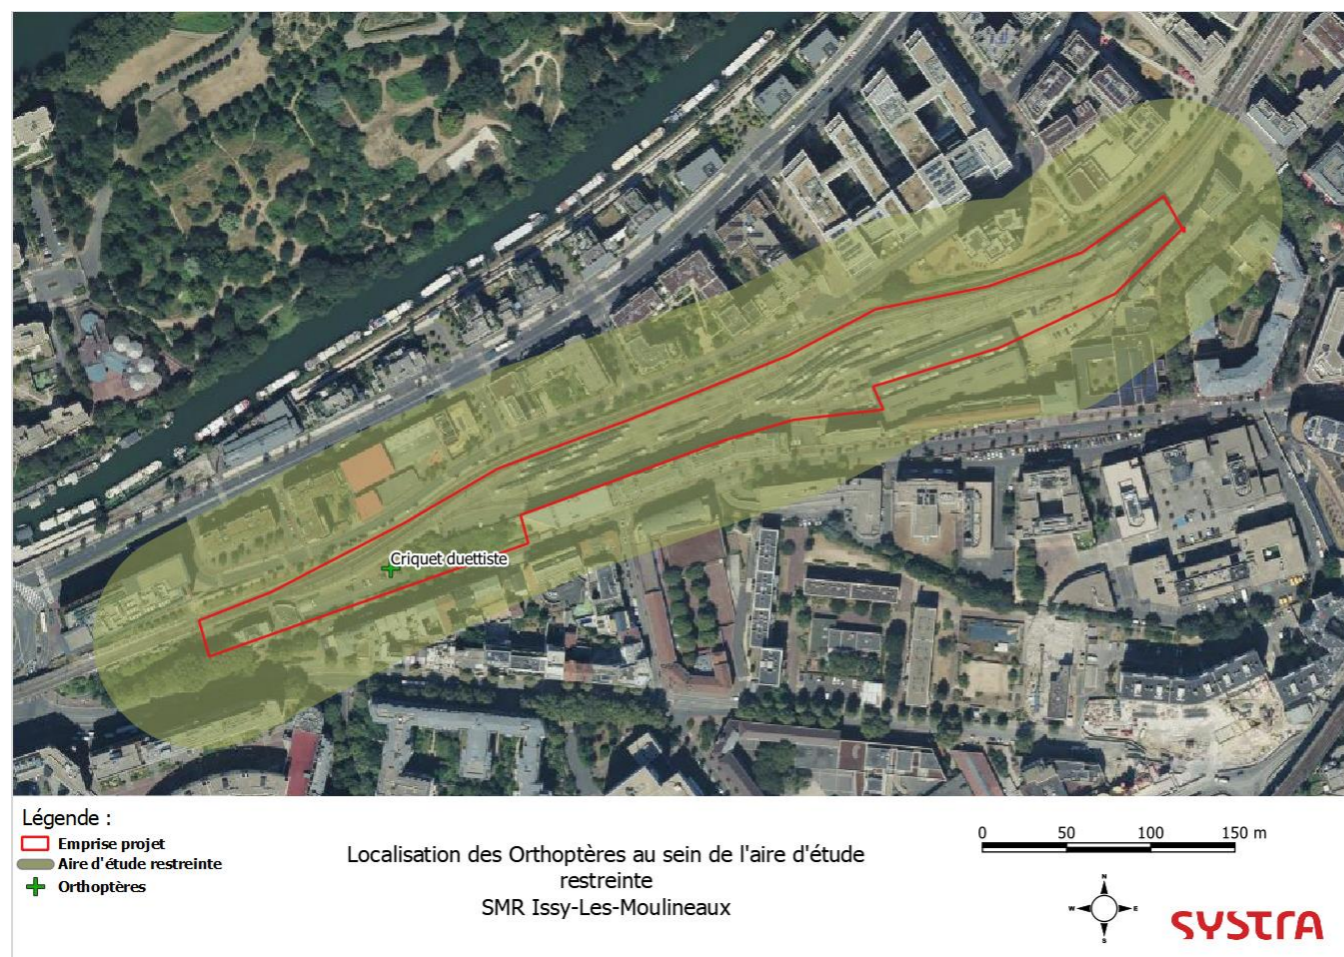 Criquet duettiste
Légende :
Emprise projet
Aire d'étude restreinte
Orthoptères
Localisation des Orthoptères au sein de l'aire d'étude
restreinte
SMR Issy-Les-Moulineaux
0 50 100 150 m
N
W E
S
SYSTRA